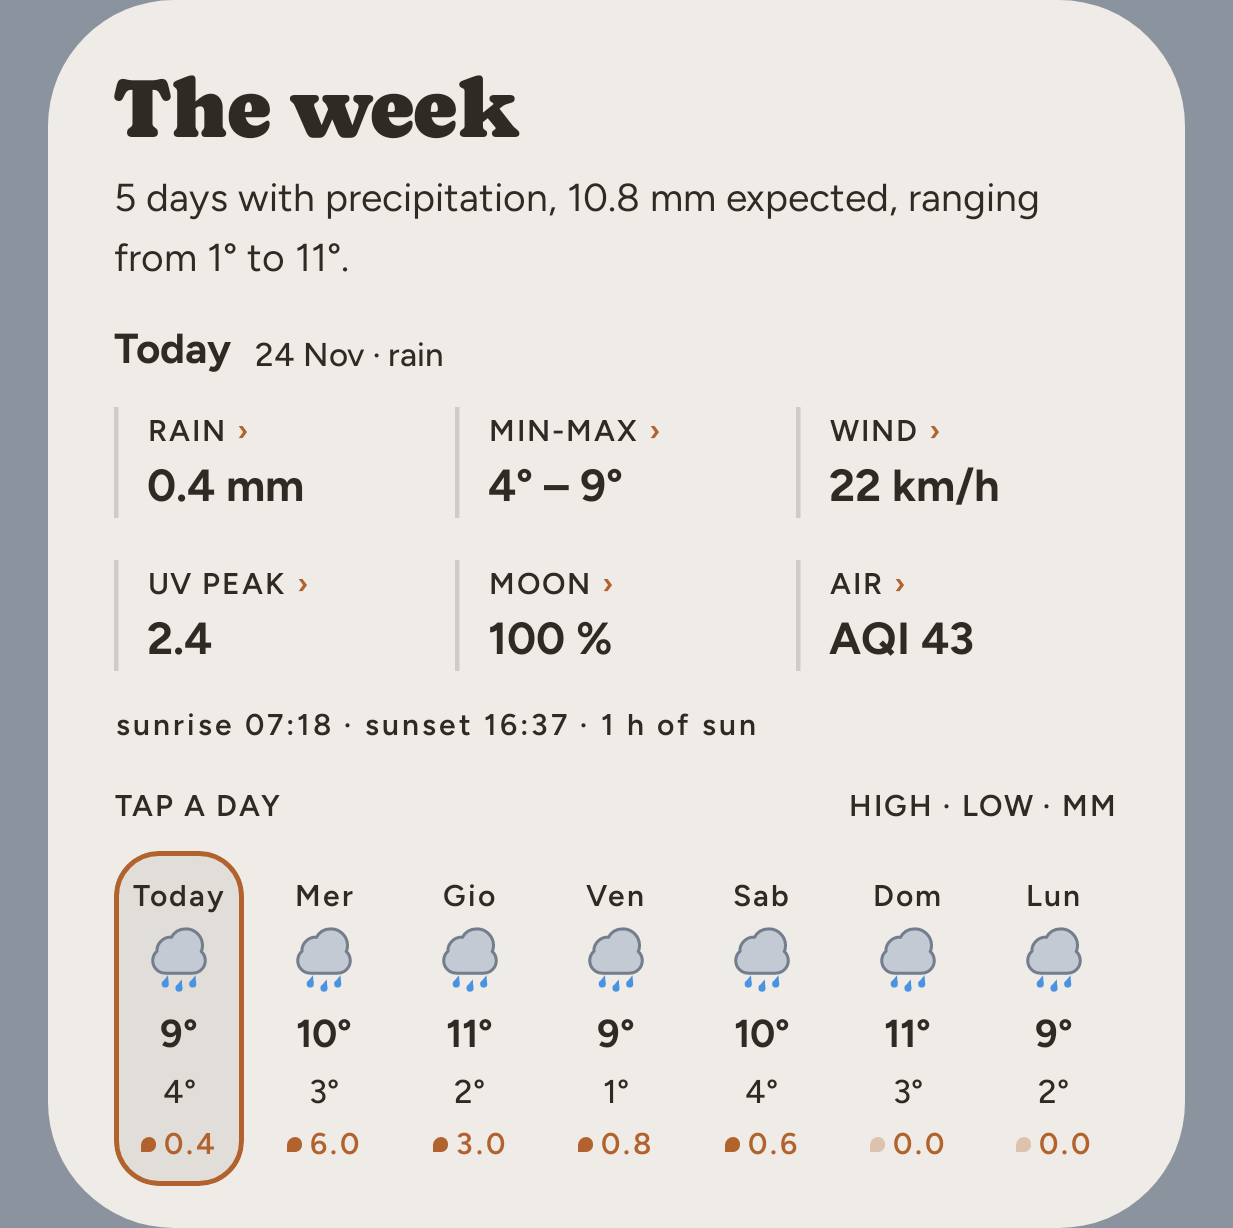 The week
5 days with precipitation, 10.8 mm expected, ranging
from 1° to 11°.
Today 24 Nov · rain
RAIN › MIN-MAX › WIND ›
0.4 mm 4° – 9° 22 km/h
UV PEAK › MOON › AIR ›
2.4 100 % AQI 43
sunrise 07:18 · sunset 16:37 · 1 h of sun
TAP A DAY HIGH · LOW · MM
Today Mer Gio Ven Sab Dom Lun
9° 10° 11° 9° 10° 11° 9°
4° 3° 2° 1° 4° 3° 2°
0.4 6.0 3.0 0.8 0.6 0.0 0.0